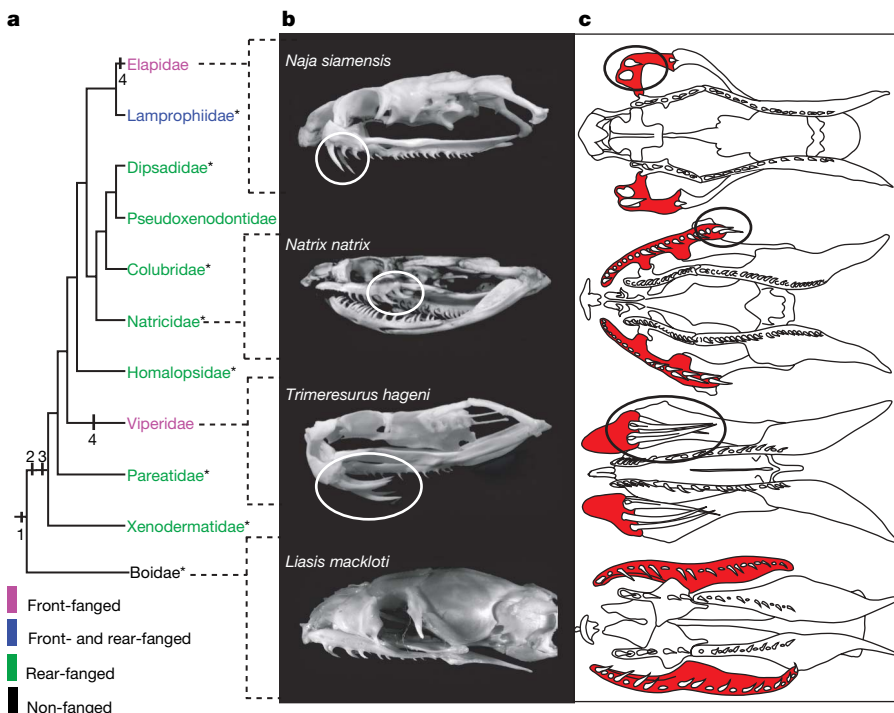 a
b
c
Elapidae
4
Lamprophiidae*
Dipsadidae*
Pseudoxenodontidae
Colubridae*
Natricidae*
Homalopsidae*
Viperidae
4
2 3
Pareatidae*
1
Xenodermatidae*
Boidae*
Front-fanged
Front- and rear-fanged
Rear-fanged
Non-fanged
Naja siamensis
Natrix natrix
Trimeresurus hageni
Liasis mackloti